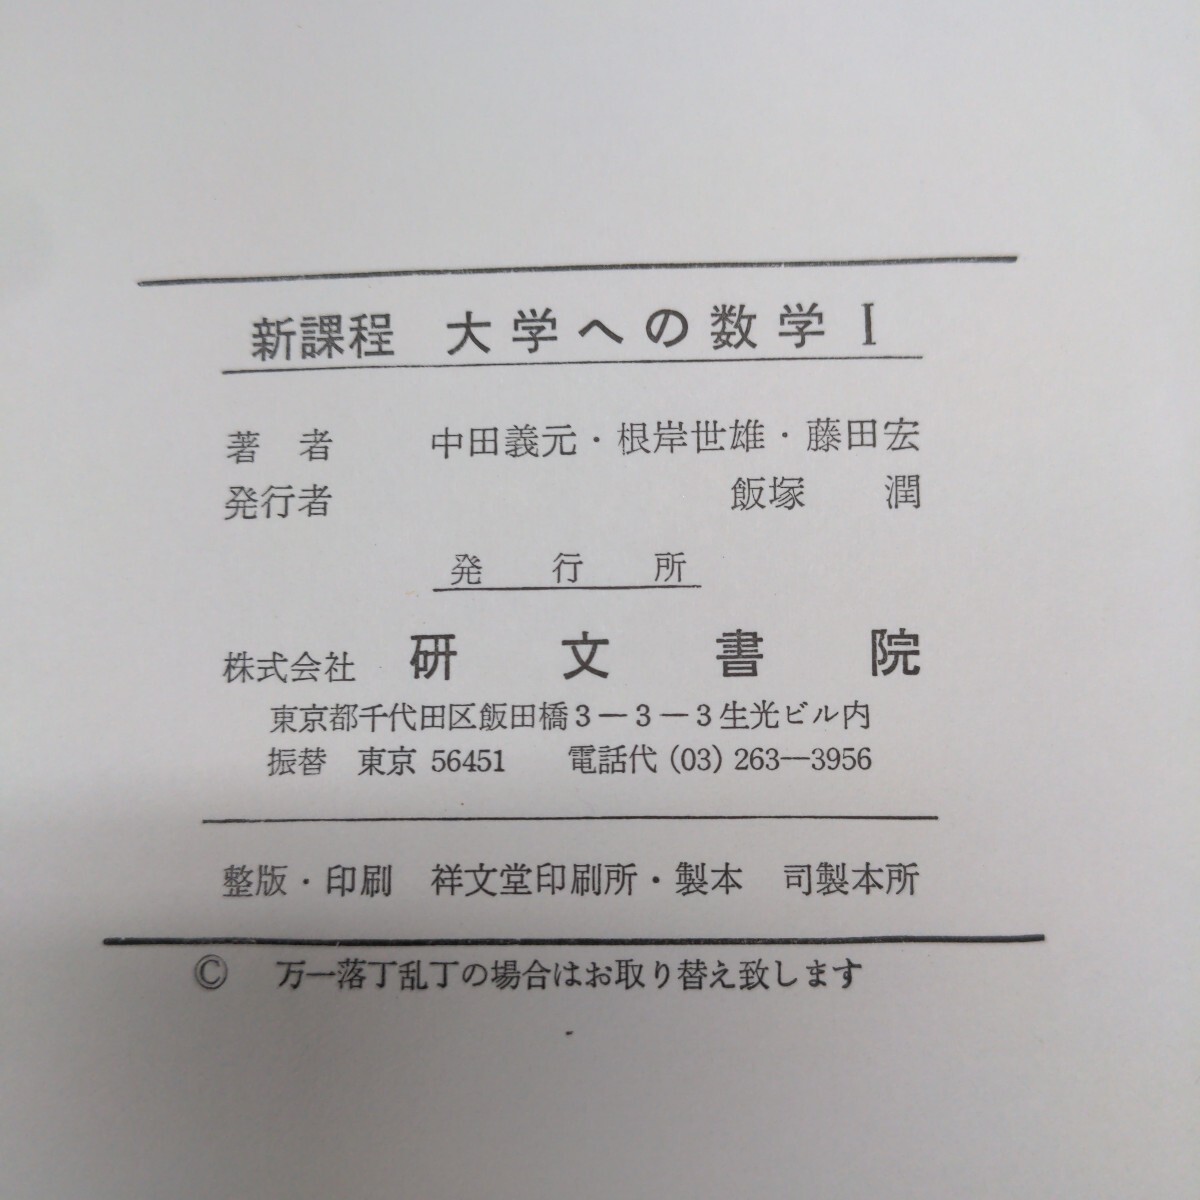 新課程 大学への数学 I
著者 中田義元・根岸世雄・藤田宏
発行者 飯塚 潤
発行所
株式会社 研文書院
東京都千代田区飯田橋3－3－3生光ビル内
振替 東京 56451 電話代 (03) 263―3956
整版・印刷 祥文堂印刷所・製本 司製本所
© 万一落丁乱丁の場合はお取り替え致します